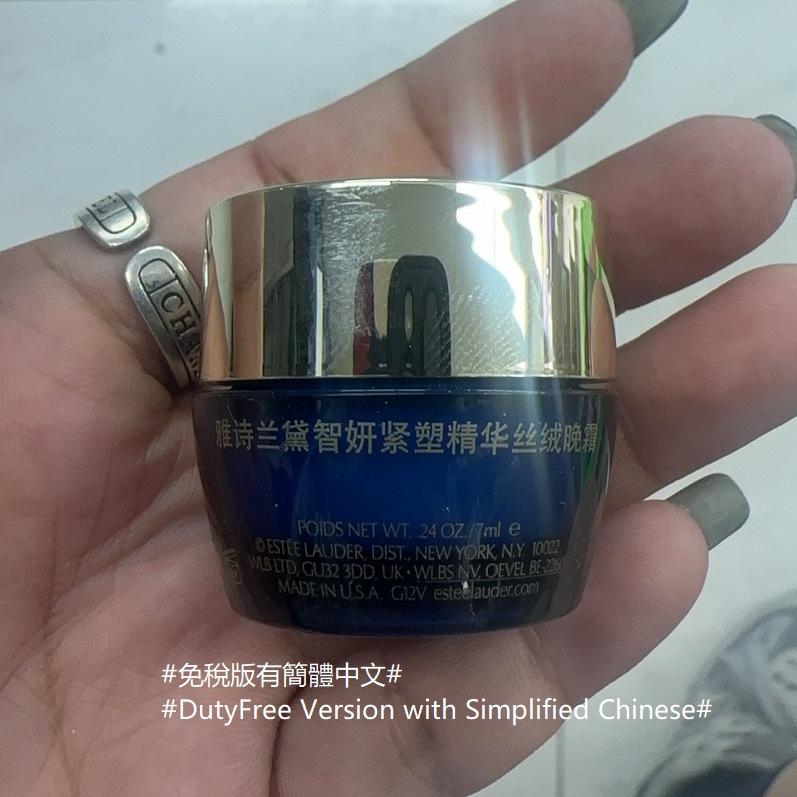 雅诗兰黛智妍紧塑精华丝绒晚霜
POIDS NET WT. .24 OZ./7ml ℮
© ESTĒE LAUDER, DIST., NEW YORK, N.Y. 10022
WLB LTD, GU32 3DD, UK • WLBS NV, OEVEL BE-2260
MADE IN U.S.A. G12V esteelauder.com
#免稅版有簡體中文#
#DutyFree Version with Simplified Chinese#